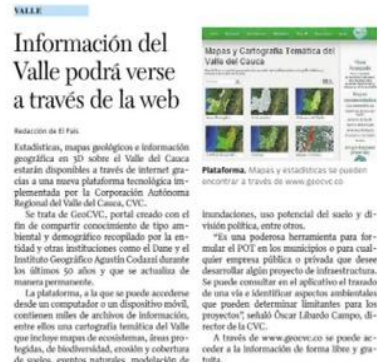 VALLE
Información del
Valle podrá verse
a través de la web
Redacción de El País
Estadísticas, mapas geológicos e información
geográfica en 3D sobre el Valle del Cauca
estarán disponibles a través de internet gra-
cias a una nueva plataforma tecnológica im-
plementada por la Corporación Autónoma
Regional del Valle del Cauca, CVC.
Se trata de GeoCVC, portal creado con el
fin de compartir conocimiento de tipo am-
biental y demográfico recopilado por la en-
tidad y otras instituciones como el Dane y el
Instituto Geográfico Agustín Codazzi durante
los últimos 50 años y que se actualiza de
manera permanente.
La plataforma, a la que se puede accederse
desde un computador o un dispositivo móvil,
contienen miles de archivos de información,
entre ellos una cartografía temática del Valle
que incluye mapas de ecosistemas, áreas pro-
tegidas, de biodiversidad, erosión y cobertura
de suelos, eventos naturales, modelación de
Mapas y Cartografía Temática del
Valle del Cauca
Plataforma. Mapas y estadísticas se pueden
encontrar a través de www.geocvc.co
inundaciones, uso potencial del suelo y di-
visión política, entre otros.
"Es una poderosa herramienta para for-
mular el POT en los municipios o para cual-
quier empresa pública o privada que desee
desarrollar algún proyecto de infraestructura.
Se puede consultar en el aplicativo el trazado
de una vía e identificar aspectos ambientales
que pueden determinar limitantes para los
proyectos", señaló Óscar Libardo Campo, di-
rector de la CVC.
A través de www.geocvc.co se puede ac-
ceder a la información de forma libre y gra-
tuita.